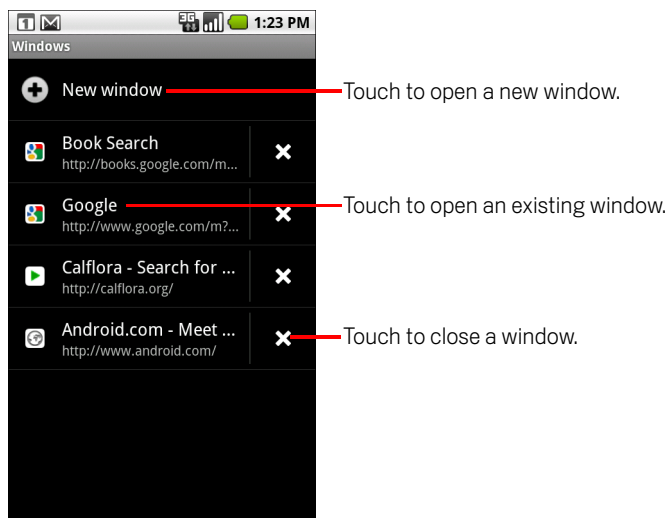 1 3G 1:23 PM
Windows
New window
Touch to open a new window.
Book Search
http://books.google.com/m...
Google
http://www.google.com/m?...
Touch to open an existing window.
Calflora - Search for ...
http://calflora.org/
Android.com - Meet ...
http://www.android.com/
Touch to close a window.